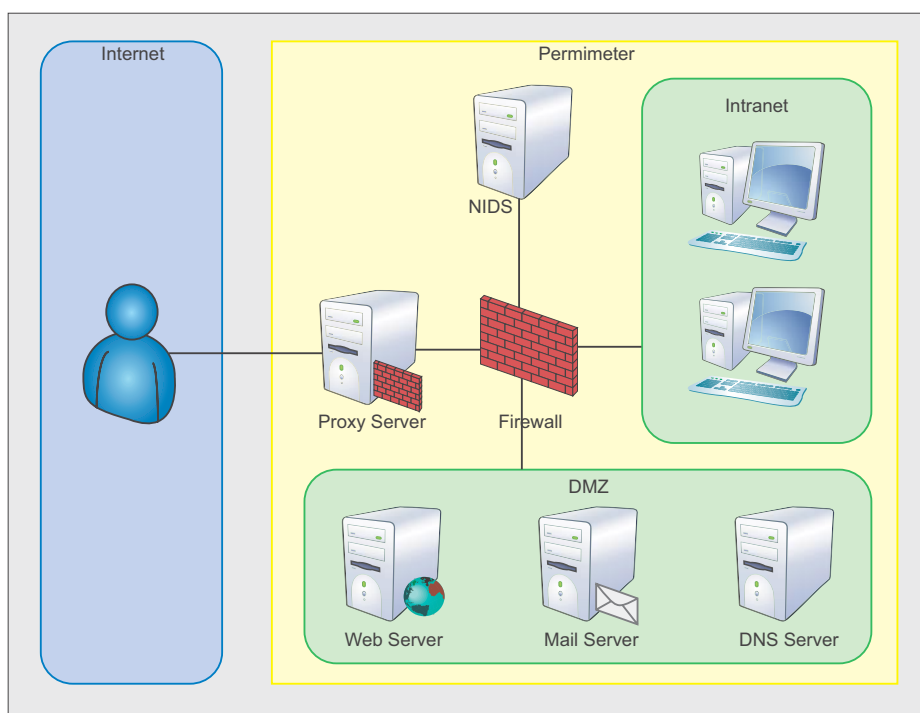 Internet
Permimeter
Intranet
NIDS
Proxy Server
Firewall
DMZ
Web Server
Mail Server
DNS Server